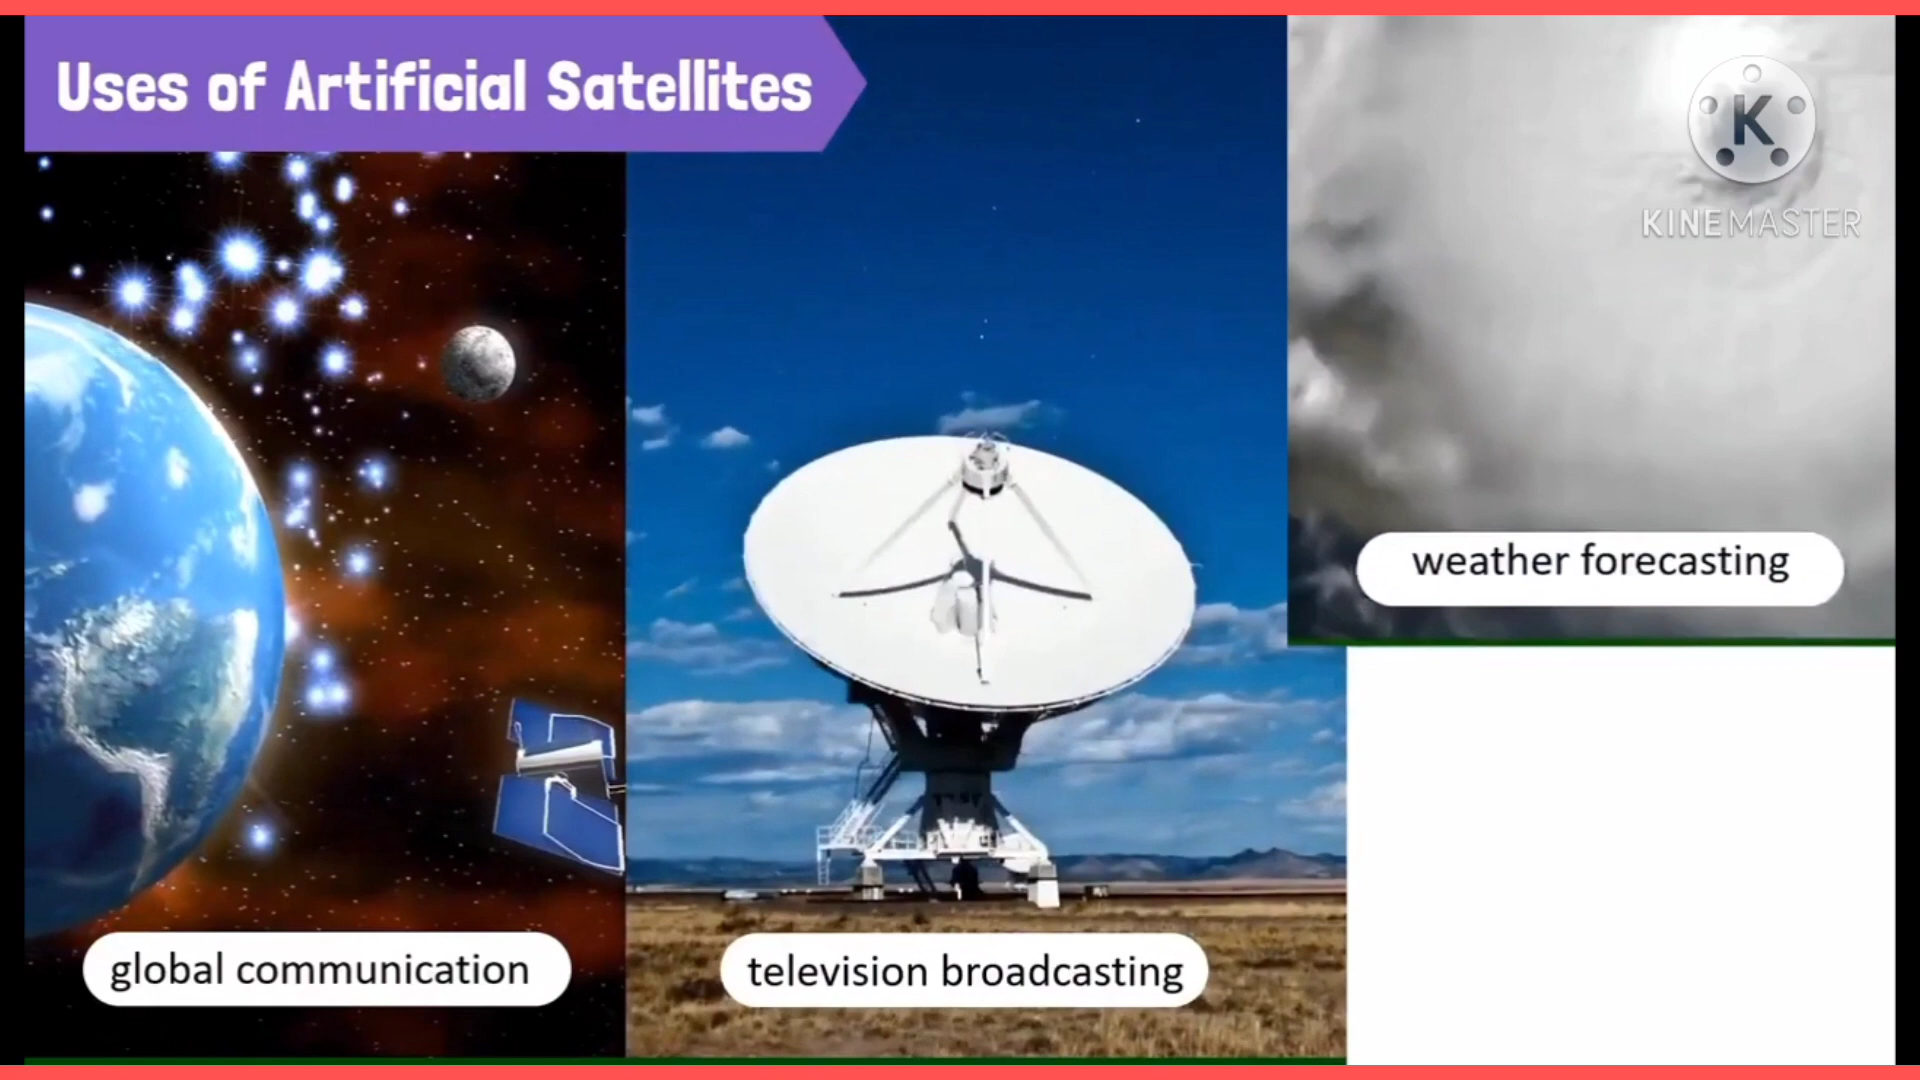 Uses of Artificial Satellites
K
KINEMASTER
weather forecasting
global communication
television broadcasting